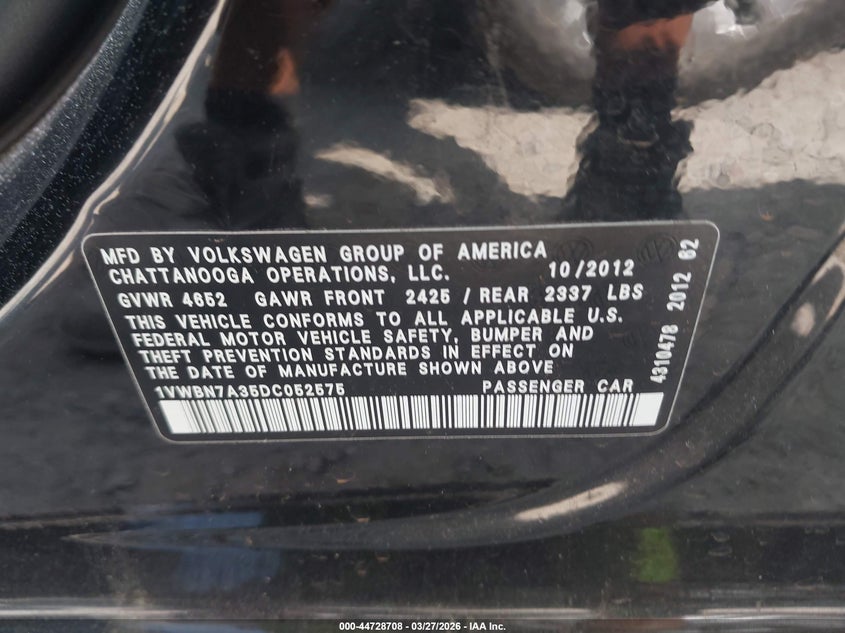 MFD BY VOLKSWAGEN GROUP OF AMERICA
CHATTANOOGA OPERATIONS, LLC. 10/2012
GVWR 4652 GAWR FRONT 2425 / REAR 2337 LBS
THIS VEHICLE CONFORMS TO ALL APPLICABLE U.S.
FEDERAL MOTOR VEHICLE SAFETY, BUMPER AND
THEFT PREVENTION STANDARDS IN EFFECT ON
THE DATE OF MANUFACTURE SHOWN ABOVE
1VWBN7A35DC052575 PASSENGER CAR
4310478 2012 62
000-44728708 - 03/27/2026 - IAA Inc.